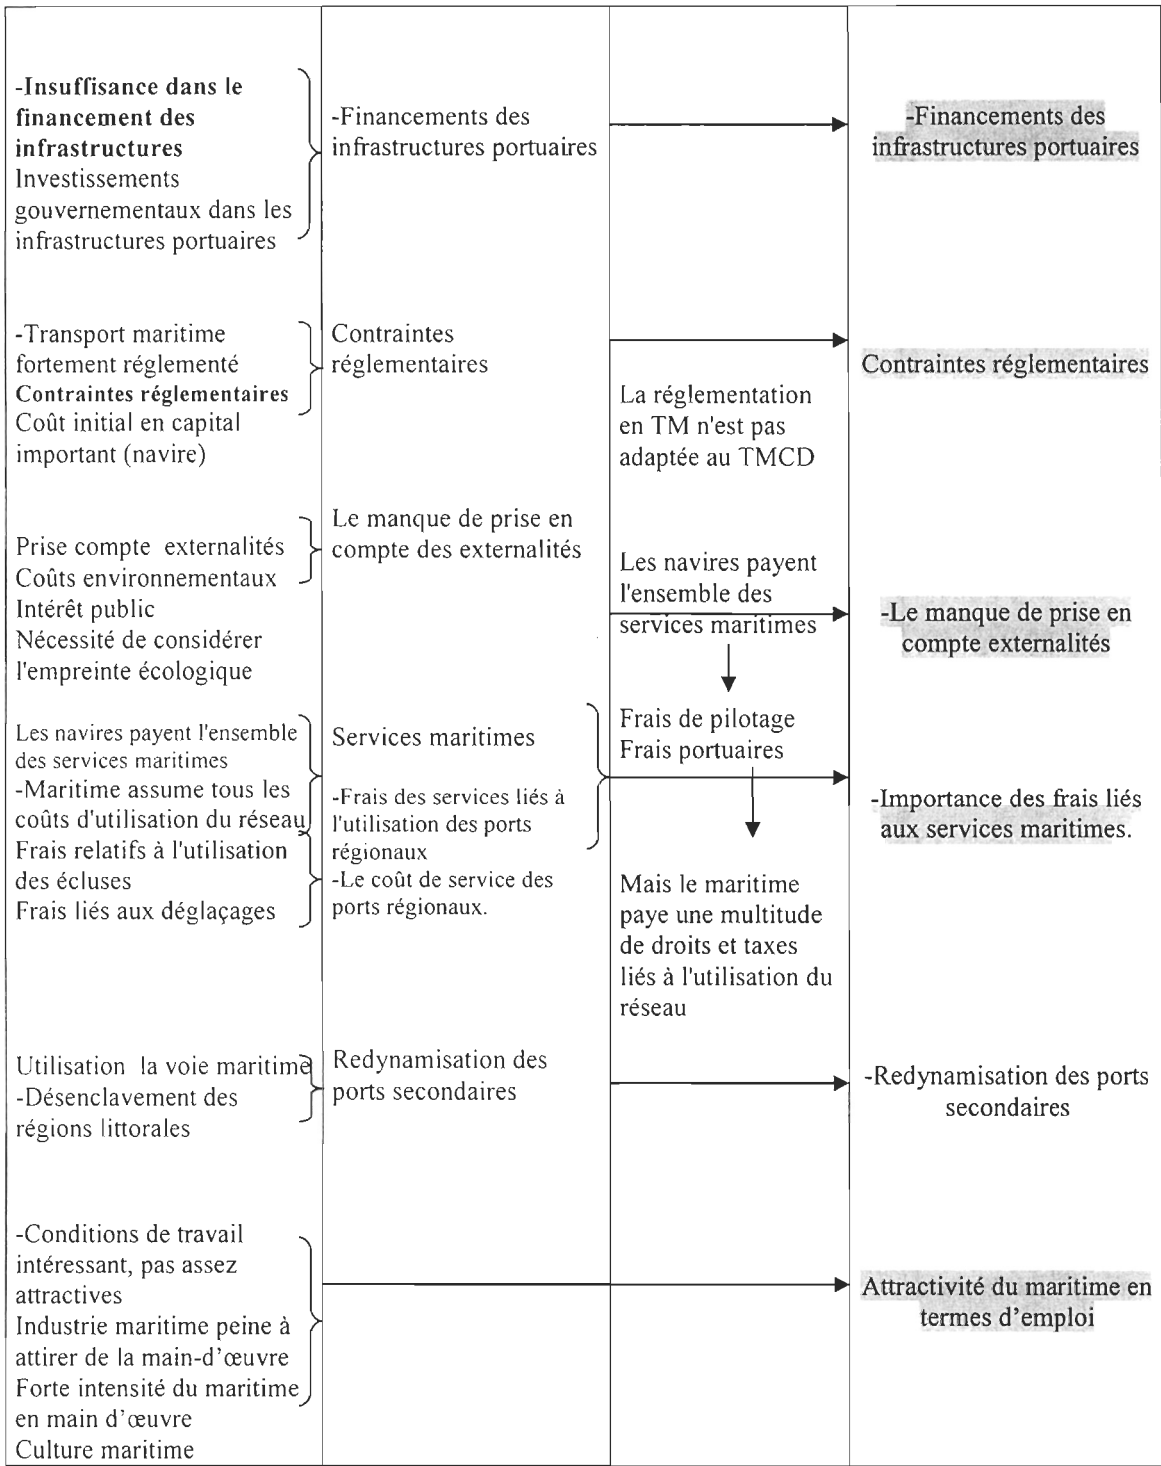 -Insuffisance dans le
financement des
infrastructures
Investissements
gouvernementaux dans les
infrastructures portuaires
-Financements des
infrastructures portuaires
-Financements des
infrastructures portuaires
-Transport maritime
fortement réglementé
Contraintes réglementaires
Coût initial en capital
important (navire)
Contraintes
réglementaires
La réglementation
en TM n'est pas
adaptée au TMCD
Contraintes réglementaires
Prise compte externalités
Coûts environnementaux
Intérêt public
Nécessité de considérer
l'empreinte écologique
Le manque de prise en
compte des externalités
Les navires payent
l'ensemble des
services maritimes
-Le manque de prise en
compte externalités
Les navires payent l'ensemble
des services maritimes
-Maritime assume tous les
coûts d'utilisation du réseau
Frais relatifs à l'utilisation
des écluses
Frais liés aux déglaçages
Services maritimes
-Frais des services liés à
l'utilisation des ports
régionaux
-Le coût de service des
ports régionaux.
Frais de pilotage
Frais portuaires
Mais le maritime
paye une multitude
de droits et taxes
liés à l'utilisation du
réseau
-Importance des frais liés
aux services maritimes.
Utilisation la voie maritime
-Désenclavement des
régions littorales
Redynamisation des
ports secondaires
-Redynamisation des ports
secondaires
-Conditions de travail
intéressant, pas assez
attractives
Industrie maritime peine à
attirer de la main-d'œuvre
Forte intensité du maritime
en main d'œuvre
Culture maritime
Attractivité du maritime en
termes d'emploi